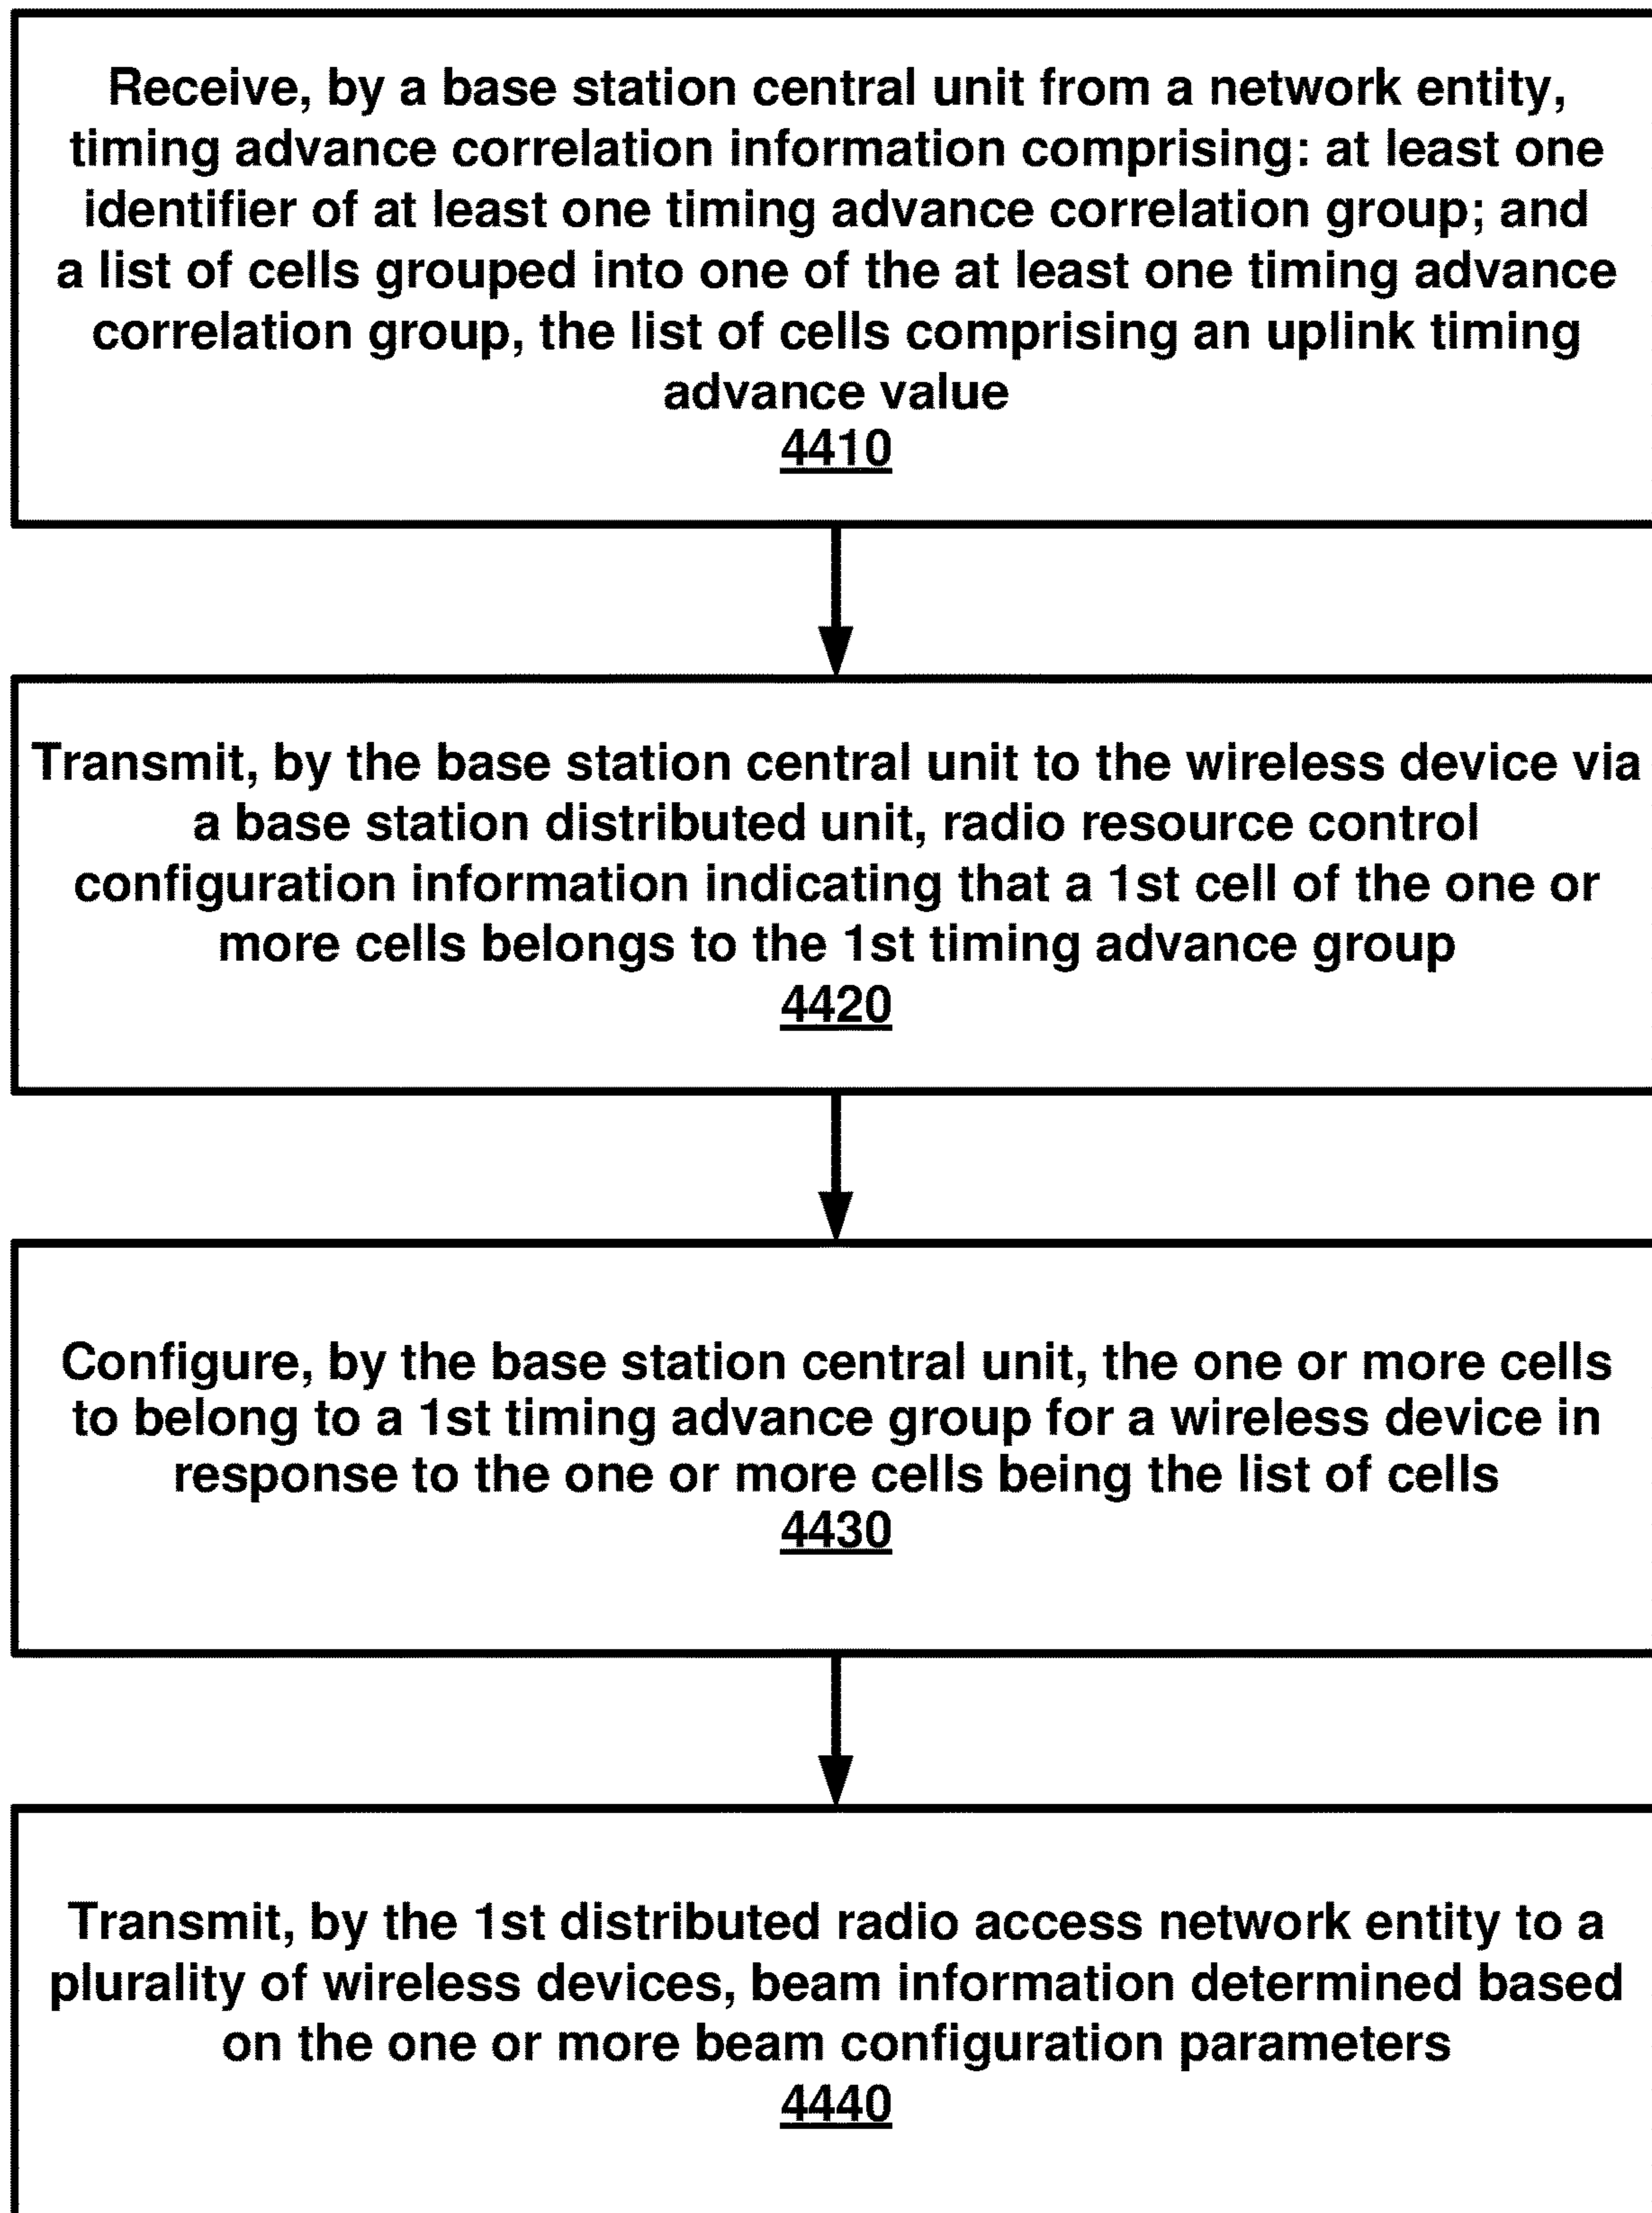 Receive, by a base station central unit from a network entity,
timing advance correlation information comprising: at least one
identifier of at least one timing advance correlation group; and
a list of cells grouped into one of the at least one timing advance
correlation group, the list of cells comprising an uplink timing
advance value
4410
Transmit, by the base station central unit to the wireless device via
a base station distributed unit, radio resource control
configuration information indicating that a 1st cell of the one or
more cells belongs to the 1st timing advance group
4420
Configure, by the base station central unit, the one or more cells
to belong to a 1st timing advance group for a wireless device in
response to the one or more cells being the list of cells
4430
Transmit, by the 1st distributed radio access network entity to a
plurality of wireless devices, beam information determined based
on the one or more beam configuration parameters
4440